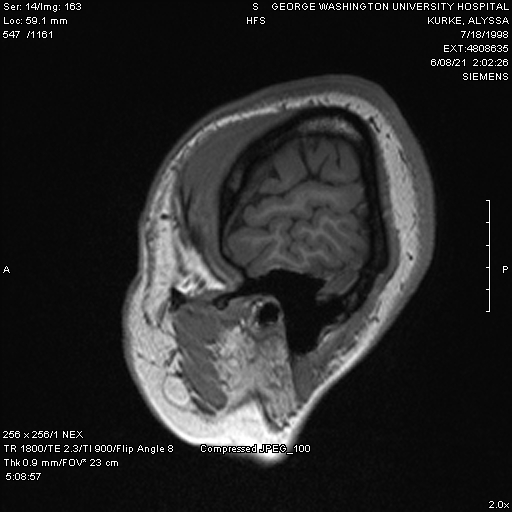 Ser: 14/Img: 163
Loc: 59.1 mm
547 /1161
S
HFS
GEORGE WASHINGTON UNIVERSITY HOSPITAL
KURKE, ALYSSA
7/18/1998
EXT:4808635
6/08/21 2:02:26
SIEMENS
A
P
256 x 256/1 NEX
TR 1800/TE 2.3/TI 900/Flip Angle 8
Compressed JPEG_100
Thk 0.9 mm/FOV* 23 cm
5:08:57
2.0x